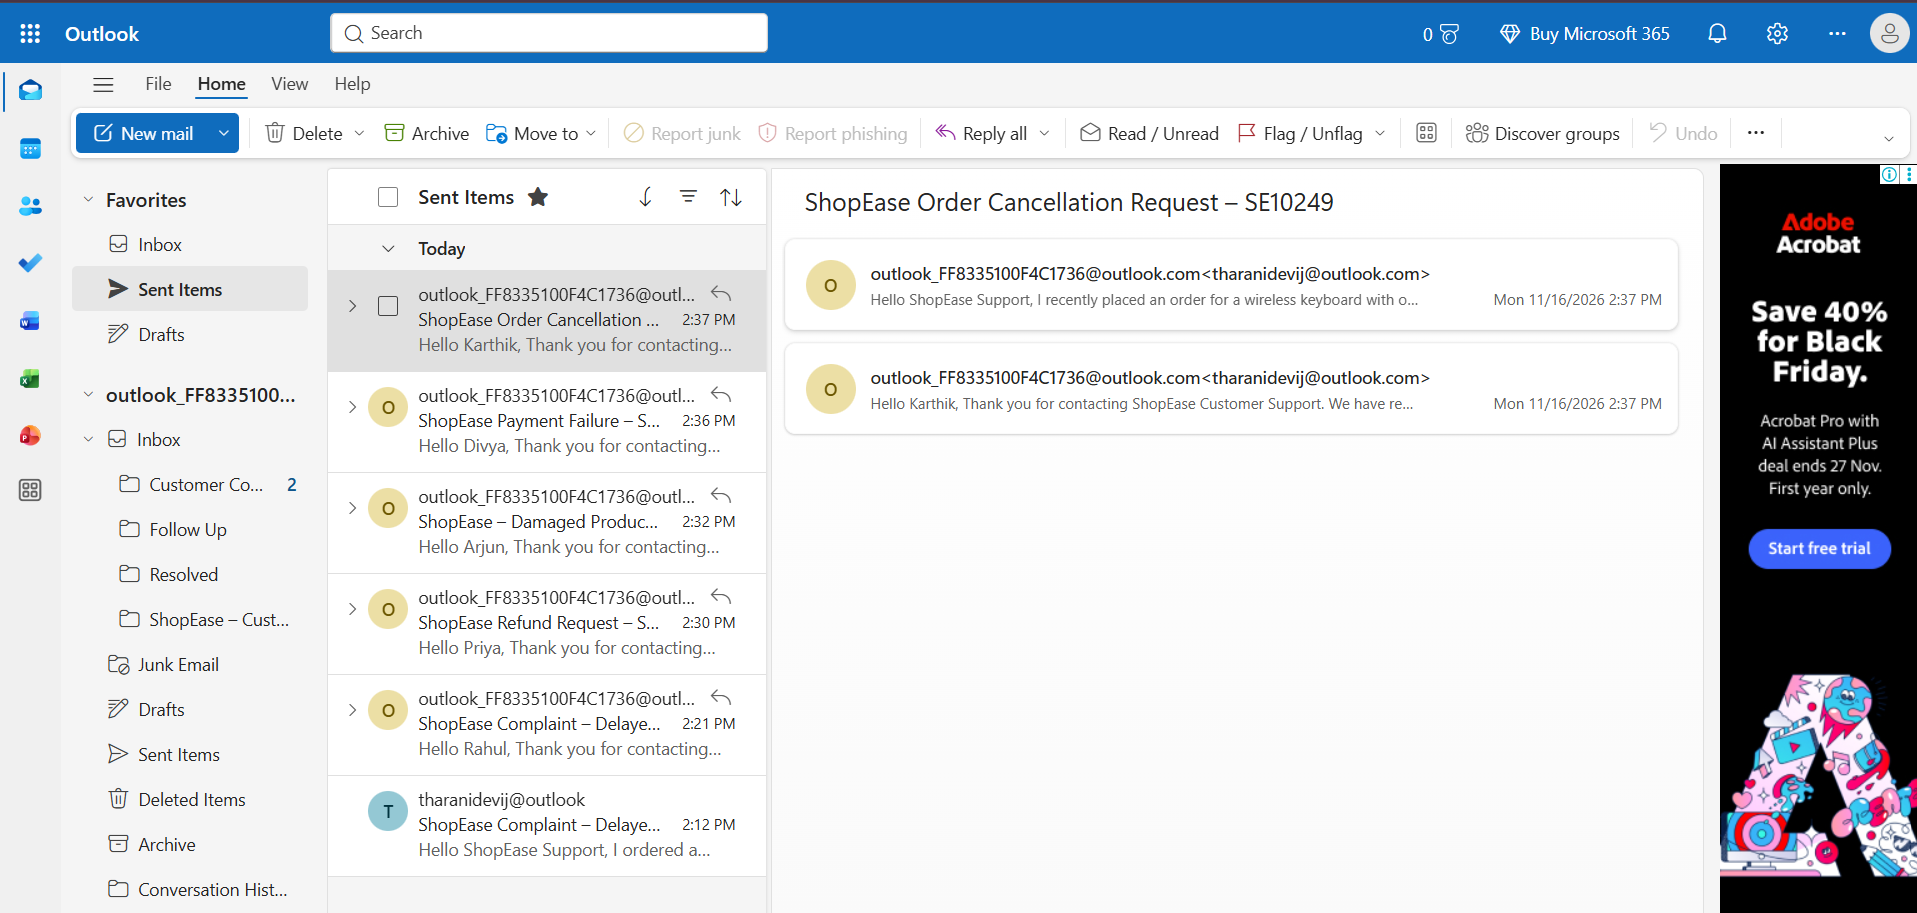 Outlook
Search
0
Buy Microsoft 365
File
Home
View
Help
New mail
Delete
Archive
Move to
Report junk
Report phishing
Reply all
Read / Unread
Flag / Unflag
Discover groups
Undo
Favorites
Inbox
Sent Items
Drafts
outlook_FF8335100...
Inbox
Customer Co... 2
Follow Up
Resolved
ShopEase – Cust...
Junk Email
Drafts
Sent Items
Deleted Items
Archive
Conversation Hist...
Sent Items
Today
outlook_FF8335100F4C1736@outl...
ShopEase Order Cancellation ... 2:37 PM
Hello Karthik, Thank you for contacting...
O
outlook_FF8335100F4C1736@outl...
ShopEase Payment Failure – S... 2:36 PM
Hello Divya, Thank you for contacting...
O
outlook_FF8335100F4C1736@outl...
ShopEase – Damaged Produc... 2:32 PM
Hello Arjun, Thank you for contacting...
O
outlook_FF8335100F4C1736@outl...
ShopEase Refund Request – S... 2:30 PM
Hello Priya, Thank you for contacting...
O
outlook_FF8335100F4C1736@outl...
ShopEase Complaint – Delaye... 2:21 PM
Hello Rahul, Thank you for contacting...
T
tharanidevij@outlook
ShopEase Complaint – Delaye... 2:12 PM
Hello ShopEase Support, I ordered a...
ShopEase Order Cancellation Request – SE10249
O
outlook_FF8335100F4C1736@outlook.com<tharanidevij@outlook.com>
Hello ShopEase Support, I recently placed an order for a wireless keyboard with o... Mon 11/16/2026 2:37 PM
O
outlook_FF8335100F4C1736@outlook.com<tharanidevij@outlook.com>
Hello Karthik, Thank you for contacting ShopEase Customer Support. We have re... Mon 11/16/2026 2:37 PM
Adobe
Acrobat
Save 40%
for Black
Friday.
Acrobat Pro with
AI Assistant Plus
deal ends 27 Nov.
First year only.
Start free trial